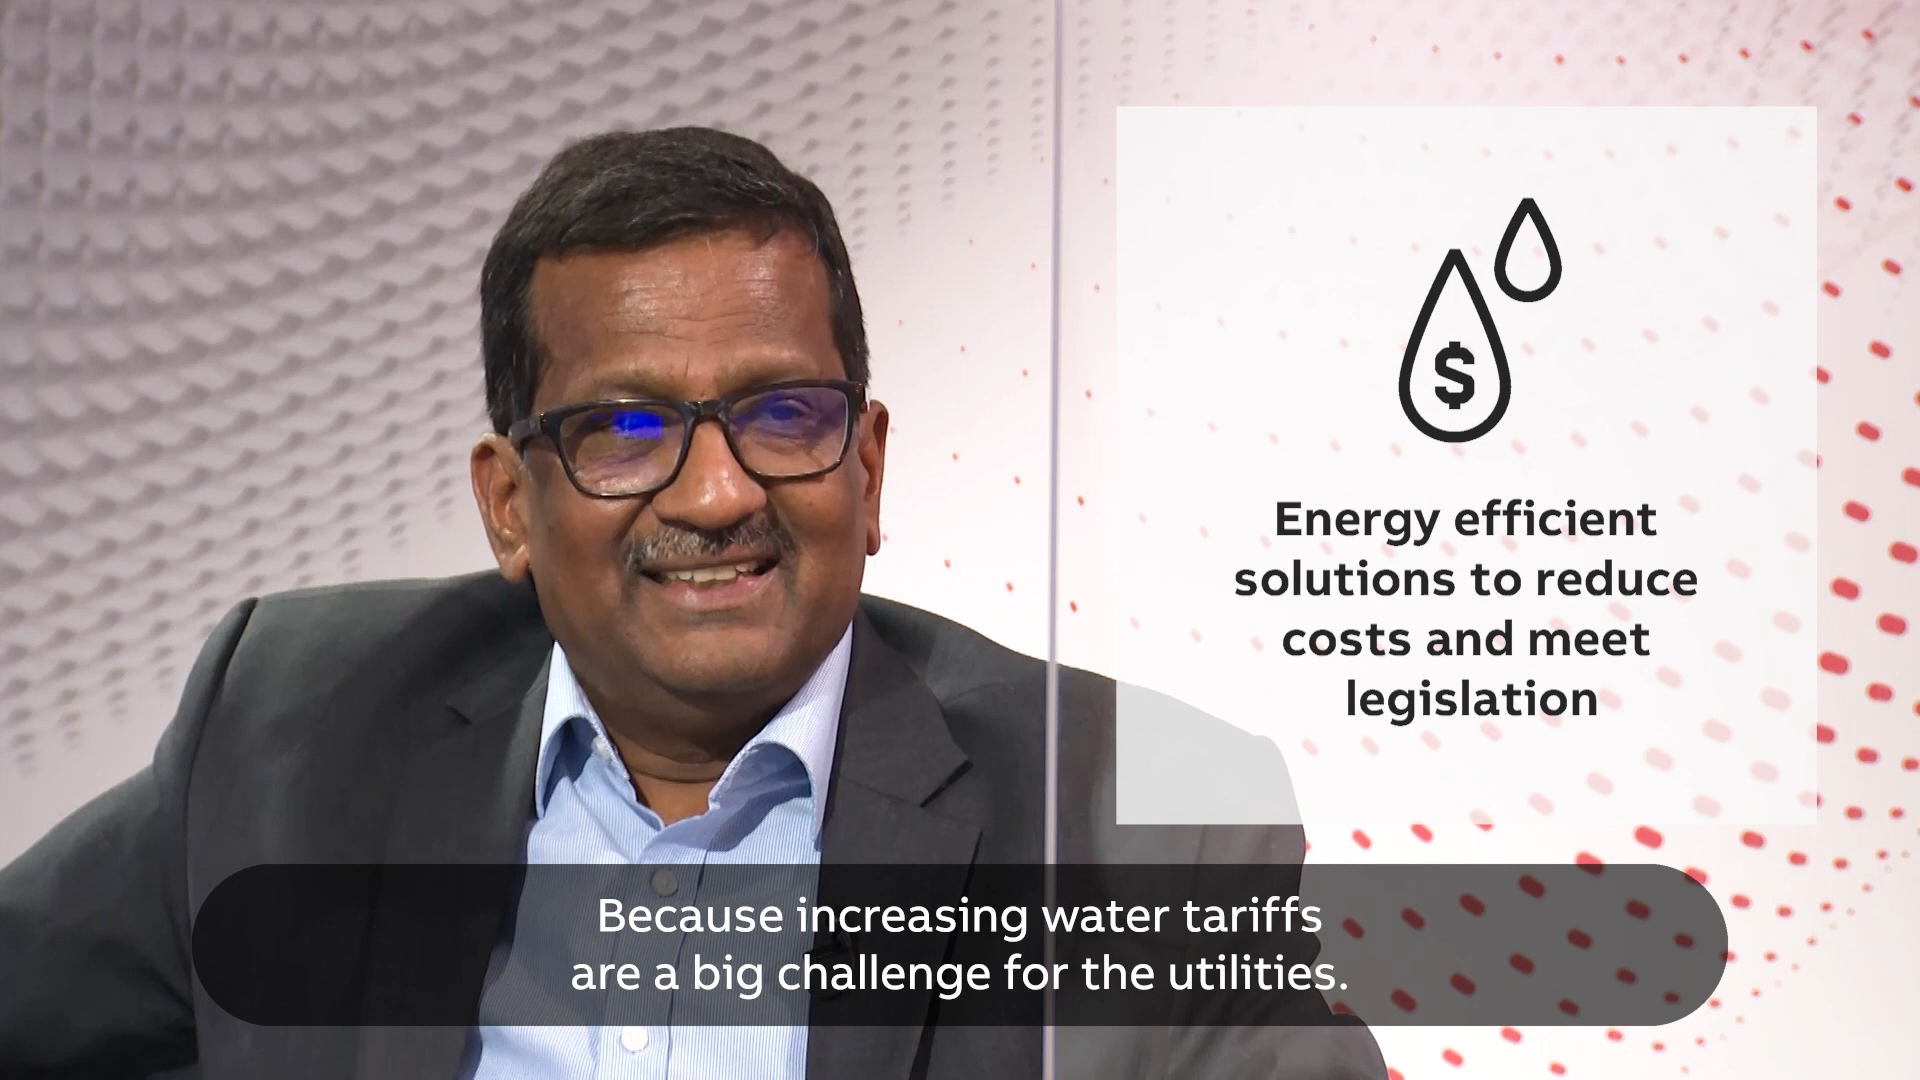 $
Energy efficient
solutions to reduce
costs and meet
legislation
Because increasing water tariffs
are a big challenge for the utilities.